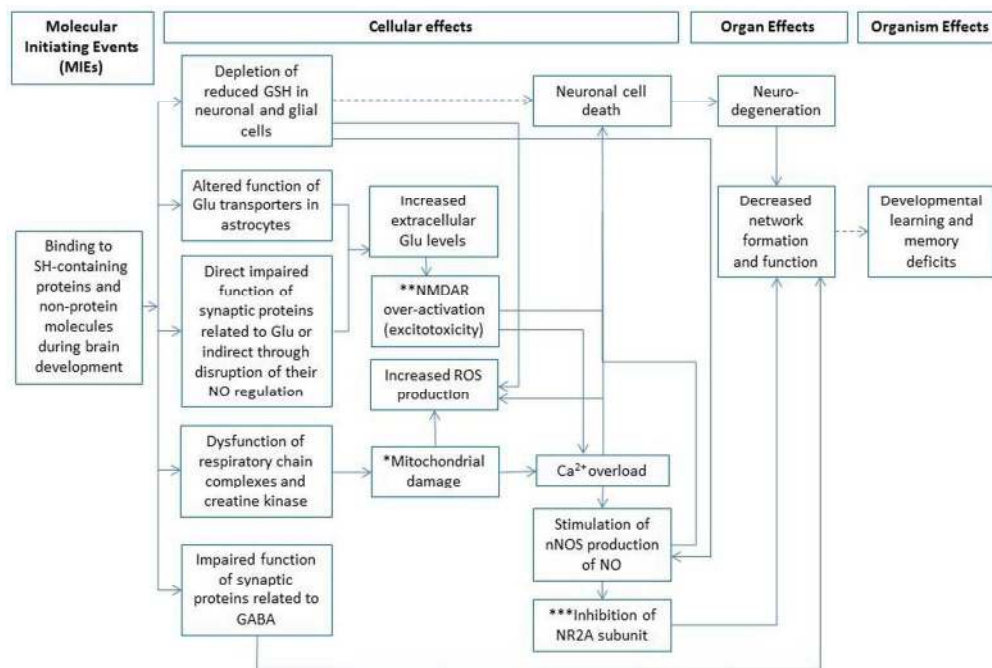 Molecular
Initiating Events
(MIEs)
Cellular effects
Organ Effects
Organism Effects
Depletion of
reduced GSH in
neuronal and glial
cells
Neuronal cell
death
Neuro-
degeneration
Altered function of
Glu transporters in
astrocytes
Increased
extracellular
Glu levels
Decreased
network
formation
and function
Developmental
learning and
memory
deficits
Binding to
SH-containing
proteins and
non-protein
molecules
during brain
development
Direct impaired
function of
synaptic proteins
related to Glu or
indirect through
disruption of their
NO regulation
**NMDAR
over-activation
(excitotoxicity)
Increased ROS
production
Dysfunction of
respiratory chain
complexes and
creatine kinase
*Mitochondrial
damage
Ca²⁺ overload
Stimulation of
nNOS production
of NO
Impaired function
of synaptic
proteins related to
GABA
***Inhibition of
NR2A subunit